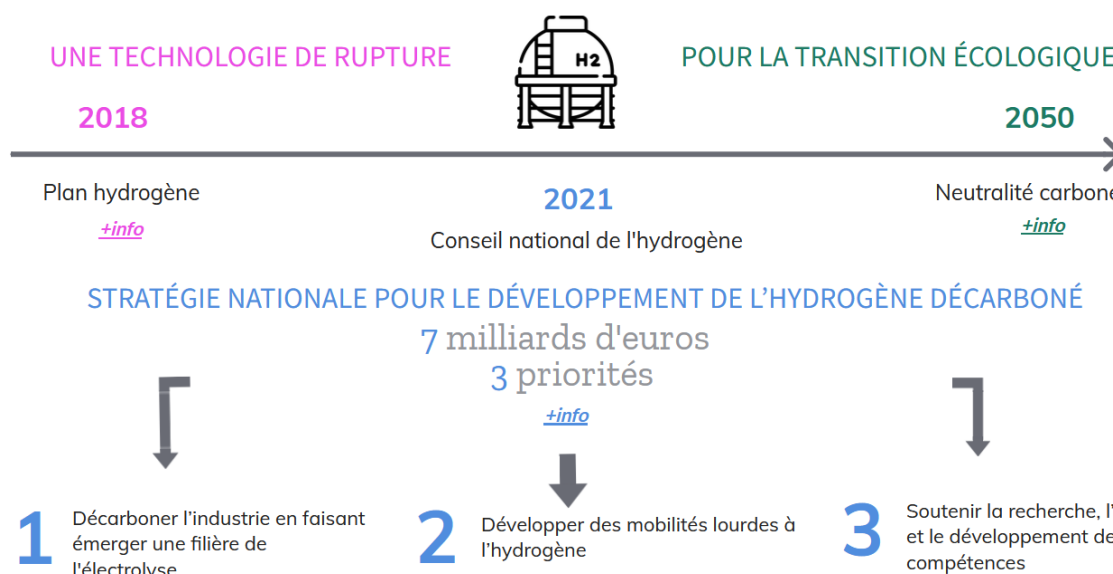 UNE TECHNOLOGIE DE RUPTURE
H2
POUR LA TRANSITION ÉCOLOGIQUE
2018
2050
Plan hydrogène
+info
2021
Conseil national de l'hydrogène
Neutralité carbone
+info
STRATÉGIE NATIONALE POUR LE DÉVELOPPEMENT DE L’HYDROGÈNE DÉCARBONÉ
7 milliards d'euros
3 priorités
+info
1
Décarboner l’industrie en faisant
émerger une filière de
l'électrolyse
2
Développer des mobilités lourdes à
l’hydrogène
3
Soutenir la recherche, l’
et le développement de
compétences